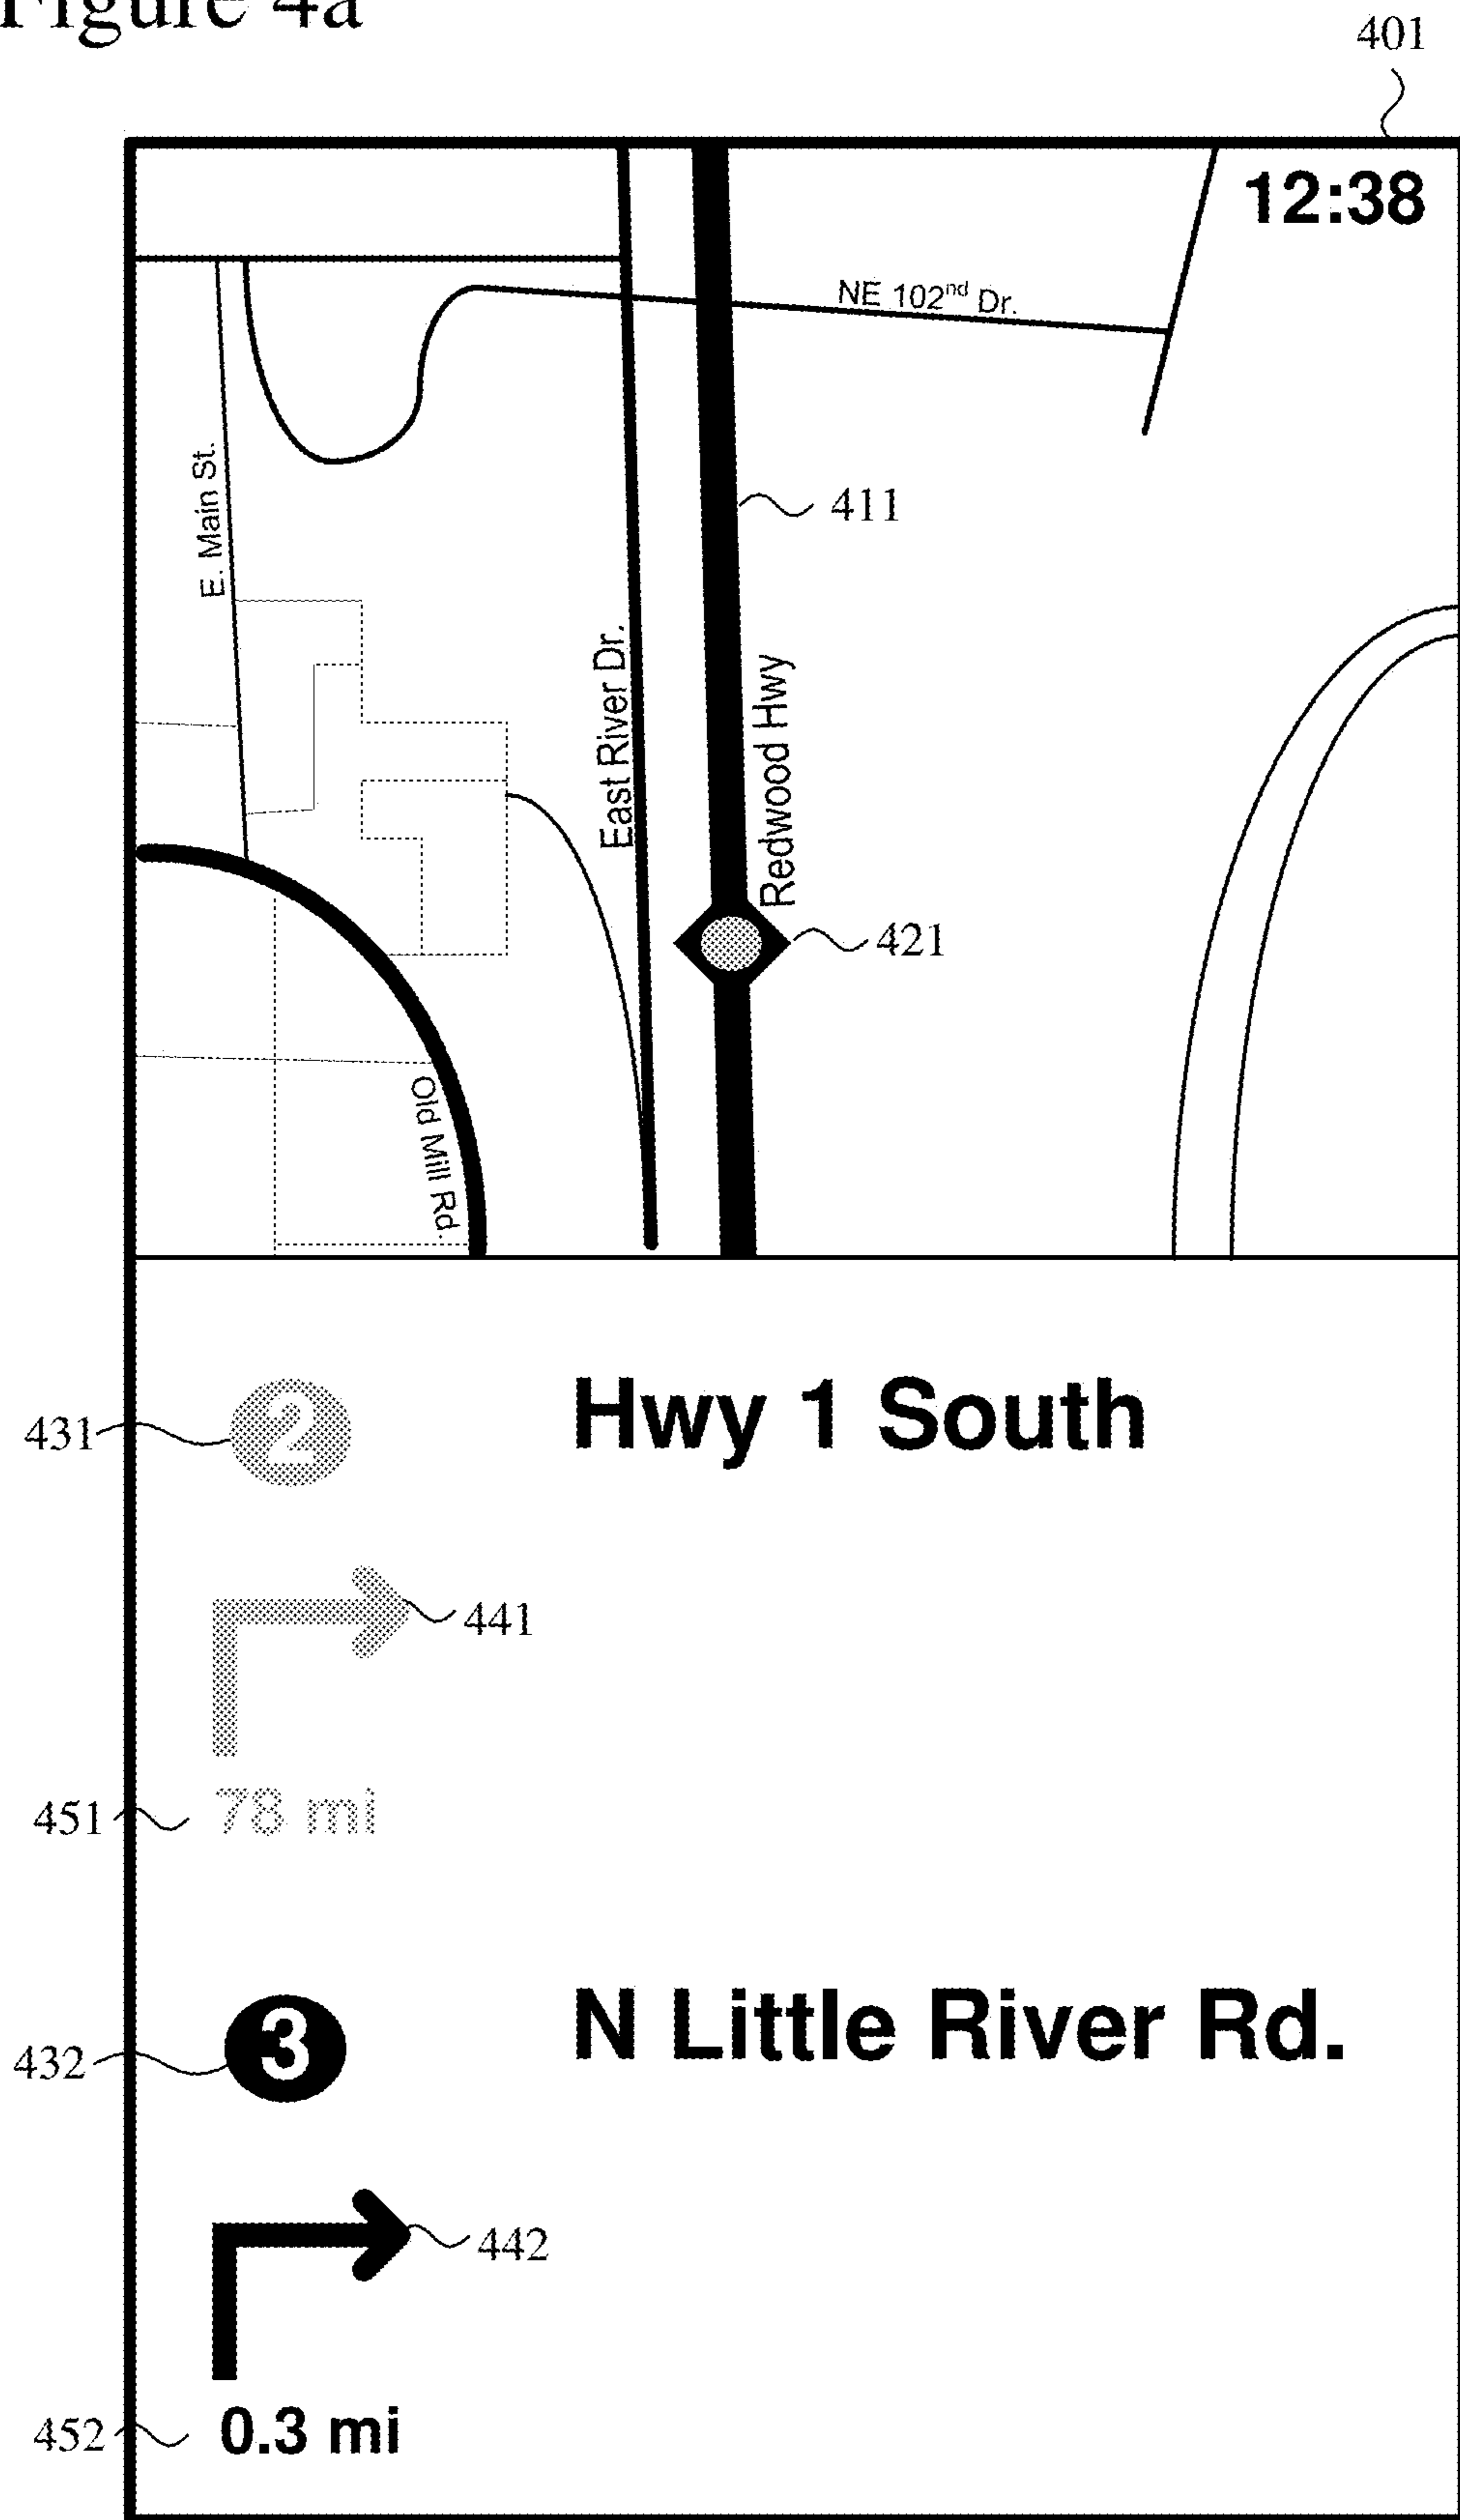 Figure 4a
401
12:38
NE 102nd Dr.
E. Main St.
411
East River Dr.
Redwood Hwy
421
Old Mill Rd.
431
2
Hwy 1 South
441
451
78 mi
432
3
N Little River Rd.
442
452
0.3 mi